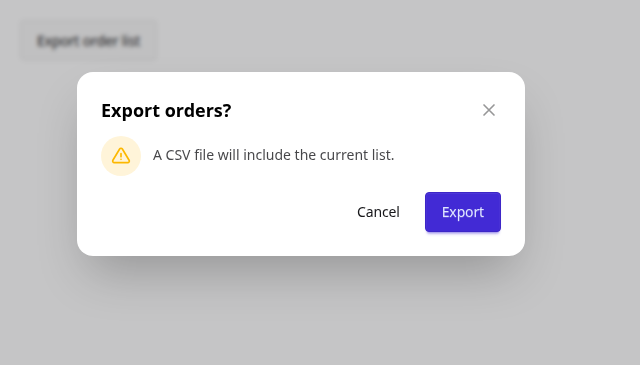 Export order list
Export orders?
A CSV file will include the current list.
Cancel
Export